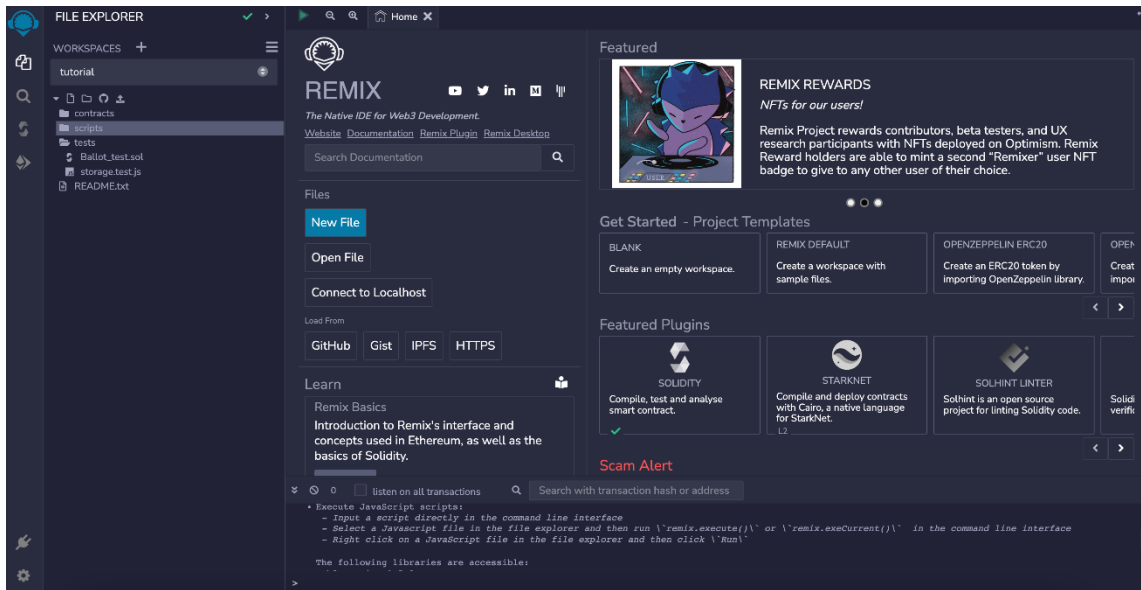 FILE EXPLORER
WORKSPACES
tutorial
contracts
scripts
tests
Ballot_test.sol
storage.test.js
README.txt
Home
REMIX
The Native IDE for Web3 Development.
Website Documentation Remix Plugin Remix Desktop
Search Documentation
Files
New File
Open File
Connect to Localhost
Load From
GitHub Gist IPFS HTTPS
Learn
Remix Basics
Introduction to Remix's interface and
concepts used in Ethereum, as well as the
basics of Solidity.
Featured
USER
REMIX REWARDS
NFTs for our users!
Remix Project rewards contributors, beta testers, and UX
research participants with NFTs deployed on Optimism. Remix
Reward holders are able to mint a second “Remixer” user NFT
badge to give to any other user of their choice.
Get Started - Project Templates
BLANK
Create an empty workspace.
REMIX DEFAULT
Create a workspace with
sample files.
OPENZEPPELIN ERC20
Create an ERC20 token by
importing OpenZeppelin library.
OPEN
Creat
impor
Featured Plugins
SOLIDITY
Compile, test and analyse
smart contract.
STARKNET
Compile and deploy contracts
with Cairo, a native language
for StarkNet.
L2
SOLHINT LINTER
Solhint is an open source
project for linting Solidity code.
Solidi
verific
Scam Alert
0 listen on all transactions Search with transaction hash or address
• Execute JavaScript scripts:
- Input a script directly in the command line interface
- Select a Javascript file in the file explorer and then run \`remix.execute()\` or \`remix.exeCurrent()\` in the command line interface
- Right click on a JavaScript file in the file explorer and then click \`Run\`
The following libraries are accessible:
>